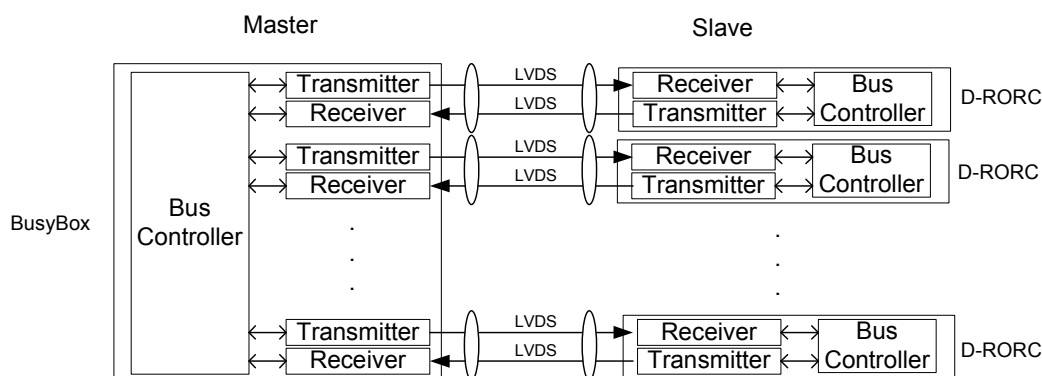 Master
Slave
BusyBox
Bus
Controller
Transmitter
Receiver
LVDS
LVDS
Receiver
Transmitter
Bus
Controller
D-RORC
Transmitter
Receiver
LVDS
LVDS
Receiver
Transmitter
Bus
Controller
D-RORC
.
.
.
.
.
.
Transmitter
Receiver
LVDS
LVDS
Receiver
Transmitter
Bus
Controller
D-RORC